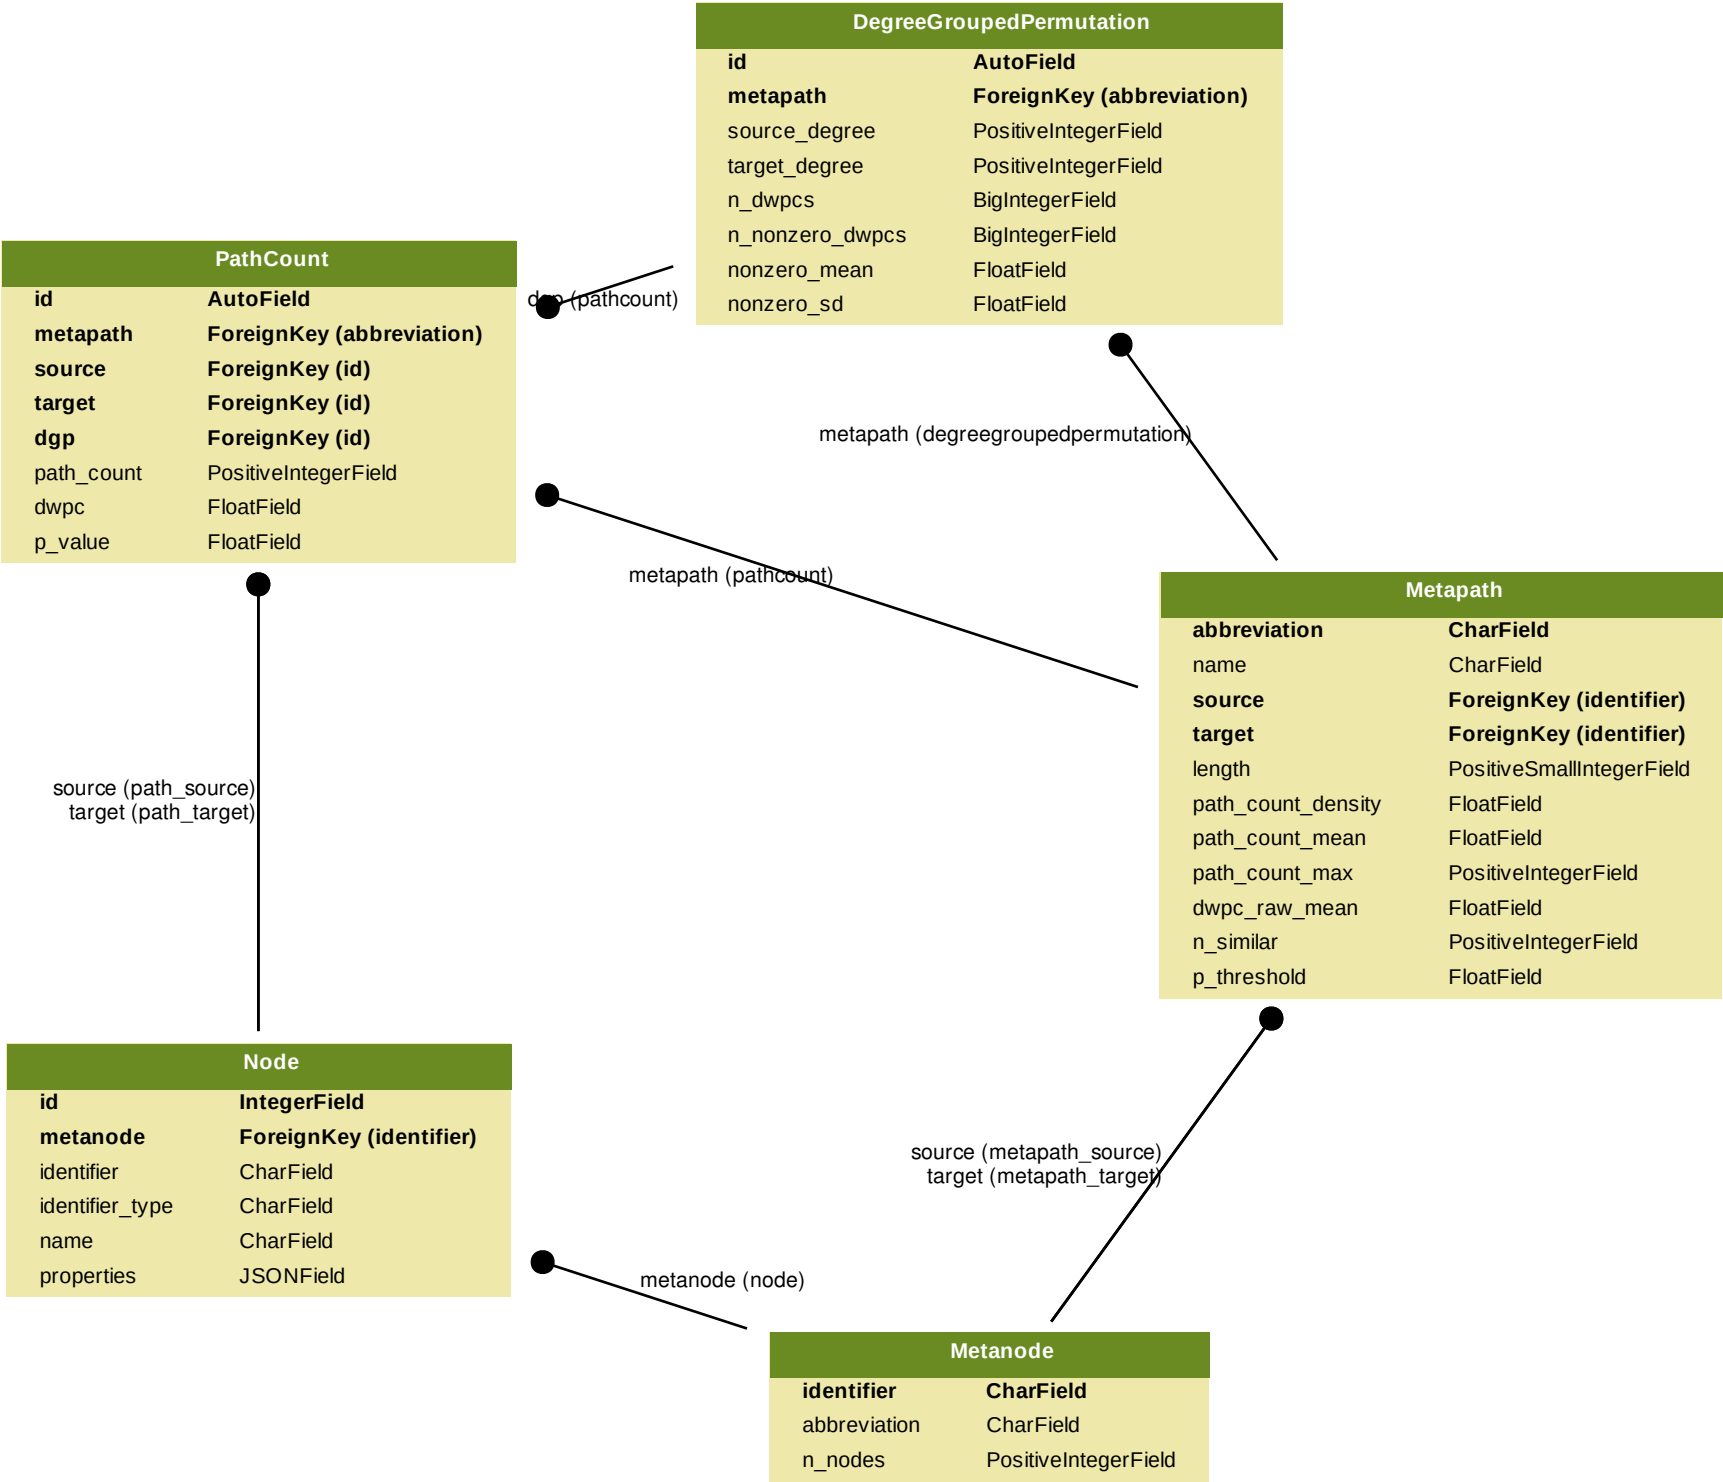 DegreeGroupedPermutation
id AutoField
metapath ForeignKey (abbreviation)
source_degree PositiveIntegerField
target_degree PositiveIntegerField
n_dwpcs BigIntegerField
n_nonzero_dwpcs BigIntegerField
nonzero_mean FloatField
nonzero_sd FloatField
PathCount
id AutoField
metapath ForeignKey (abbreviation)
source ForeignKey (id)
target ForeignKey (id)
dgp ForeignKey (id)
path_count PositiveIntegerField
dwpc FloatField
p_value FloatField
dgp (pathcount)
metapath (degreegroupedpermutation)
metapath (pathcount)
Metapath
abbreviation CharField
name CharField
source ForeignKey (identifier)
target ForeignKey (identifier)
length PositiveSmallIntegerField
path_count_density FloatField
path_count_mean FloatField
path_count_max PositiveIntegerField
dwpc_raw_mean FloatField
n_similar PositiveIntegerField
p_threshold FloatField
source (path_source)
target (path_target)
Node
id IntegerField
metanode ForeignKey (identifier)
identifier CharField
identifier_type CharField
name CharField
properties JSONField
source (metapath_source)
target (metapath_target)
metanode (node)
Metanode
identifier CharField
abbreviation CharField
n_nodes PositiveIntegerField